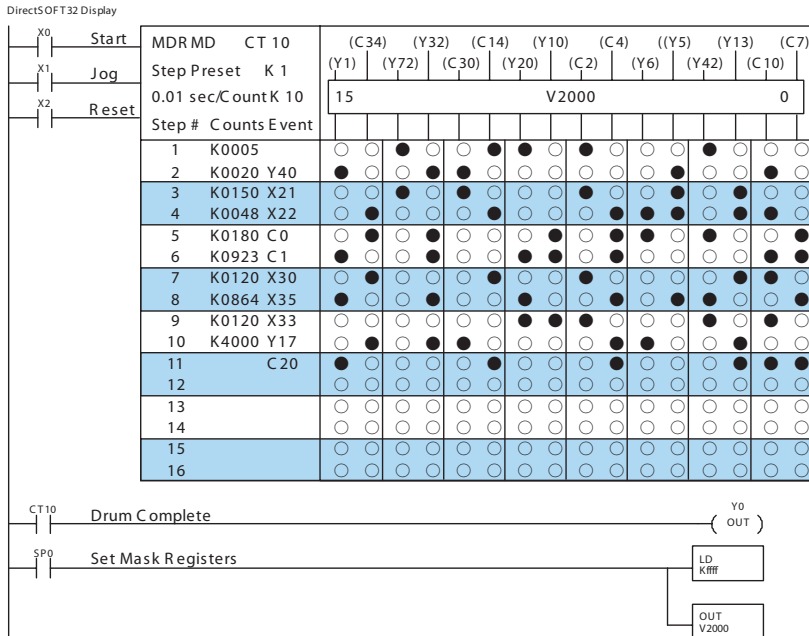 DirectSOFT32 Display
X0 Start
X1 Jog
X2 Reset
MDRMD CT 10
Step Preset K 1
0.01 sec/Count K 10
Step # Counts Event
(C34) (Y32) (C14) (Y10) (C4) ((Y5) (Y13) (C7)
(Y1) (Y72) (C30) (Y20) (C2) (Y6) (Y42) (C10)
15 V2000 0
1 K0005
2 K0020 Y40
3 K0150 X21
4 K0048 X22
5 K0180 C0
6 K0923 C1
7 K0120 X30
8 K0864 X35
9 K0120 X33
10 K4000 Y17
11 C20
12
13
14
15
16
CT10 Drum Complete
Y0
OUT
SP0 Set Mask Registers
LD
Kffff
OUT
V2000